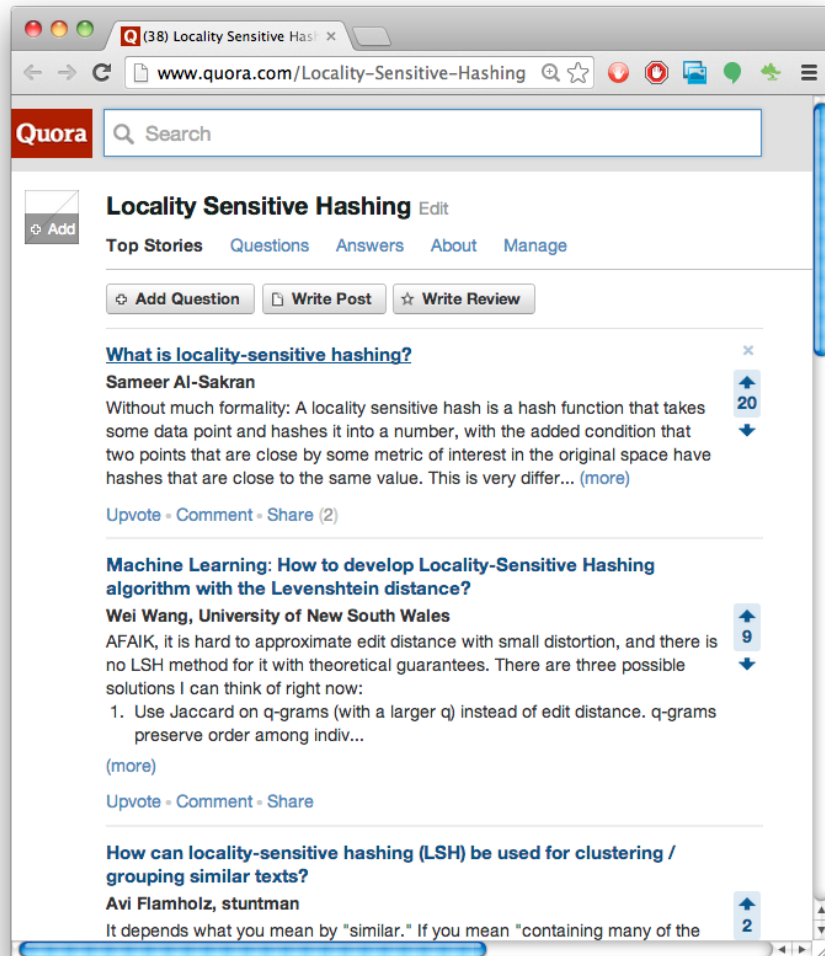 (38) Locality Sensitive Has
www.quora.com/Locality-Sensitive-Hashing
Quora
Search
Add
Locality Sensitive Hashing Edit
Top Stories Questions Answers About Manage
Add Question Write Post Write Review
What is locality-sensitive hashing?
Sameer Al-Sakran
Without much formality: A locality sensitive hash is a hash function that takes
some data point and hashes it into a number, with the added condition that
two points that are close by some metric of interest in the original space have
hashes that are close to the same value. This is very differ... (more)
20
Upvote • Comment • Share (2)
Machine Learning: How to develop Locality-Sensitive Hashing
algorithm with the Levenshtein distance?
Wei Wang, University of New South Wales
AFAIK, it is hard to approximate edit distance with small distortion, and there is
no LSH method for it with theoretical guarantees. There are three possible
solutions I can think of right now:
1. Use Jaccard on q-grams (with a larger q) instead of edit distance. q-grams
preserve order among indiv...
(more)
9
Upvote • Comment • Share
How can locality-sensitive hashing (LSH) be used for clustering /
grouping similar texts?
Avi Flamholz, stuntman
It depends what you mean by "similar." If you mean "containing many of the
2